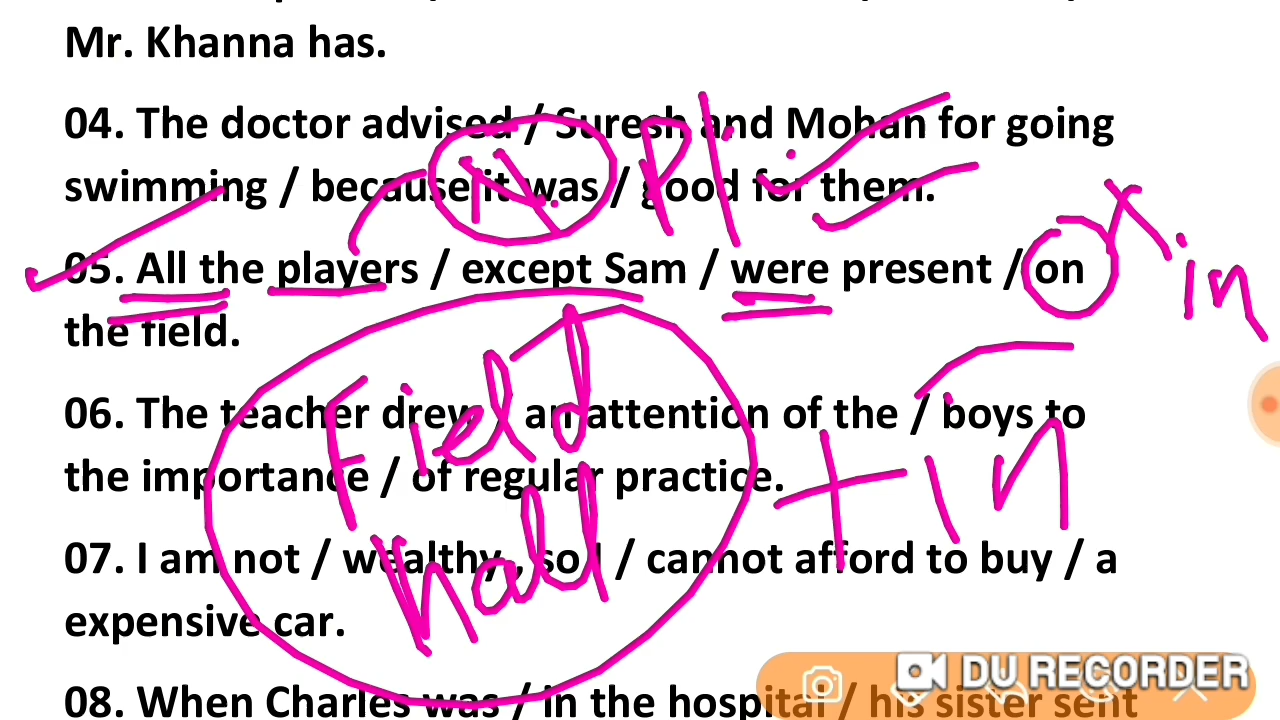 Mr. Khanna has.
04. The doctor advised / Suresh and Mohan for going
swimming / because it was / good for them.
N. Pl.
05. All the players / except Sam / were present / on
in
the field.
Field
06. The teacher drew / an attention of the / boys to
the importance / of regular practice.
+ in
hall
07. I am not / wealthy, so I / cannot afford to buy / a
expensive car.
08. When Charles was / in the hospital / his sister sent
DU RECORDER